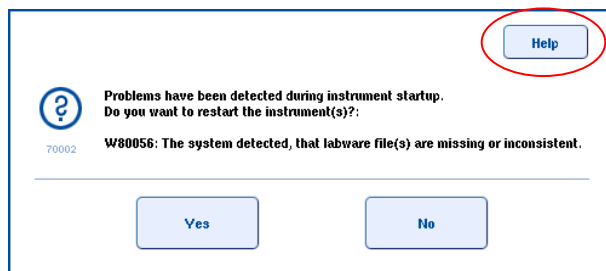 Help
Problems have been detected during instrument startup.
Do you want to restart the instrument(s)?:
70002
W80056: The system detected, that labware file(s) are missing or inconsistent.
Yes No